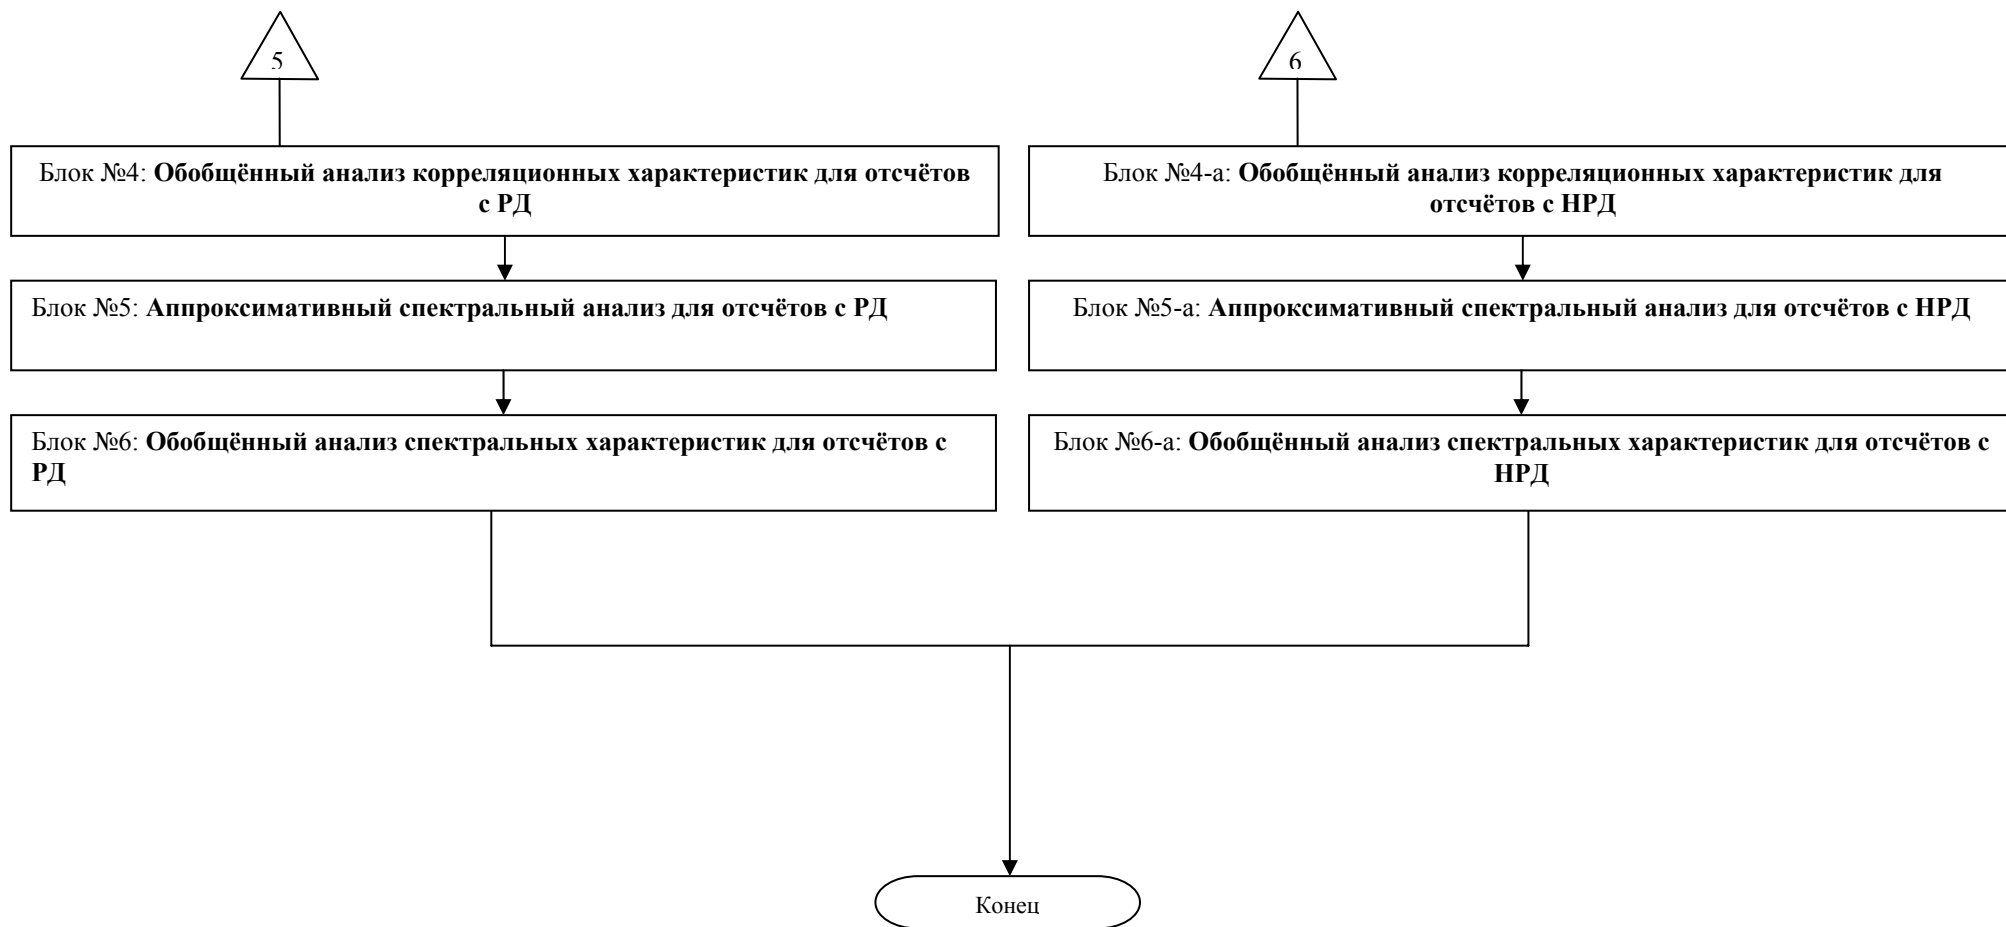 5
6
Блок №4: Обобщённый анализ корреляционных характеристик для отсчётов
с РД
Блок №4-а: Обобщённый анализ корреляционных характеристик для
отсчётов с НРД
Блок №5: Аппроксимативный спектральный анализ для отсчётов с РД
Блок №5-а: Аппроксимативный спектральный анализ для отсчётов с НРД
Блок №6: Обобщённый анализ спектральных характеристик для отсчётов с
РД
Блок №6-а: Обобщённый анализ спектральных характеристик для отсчётов с
НРД
Конец